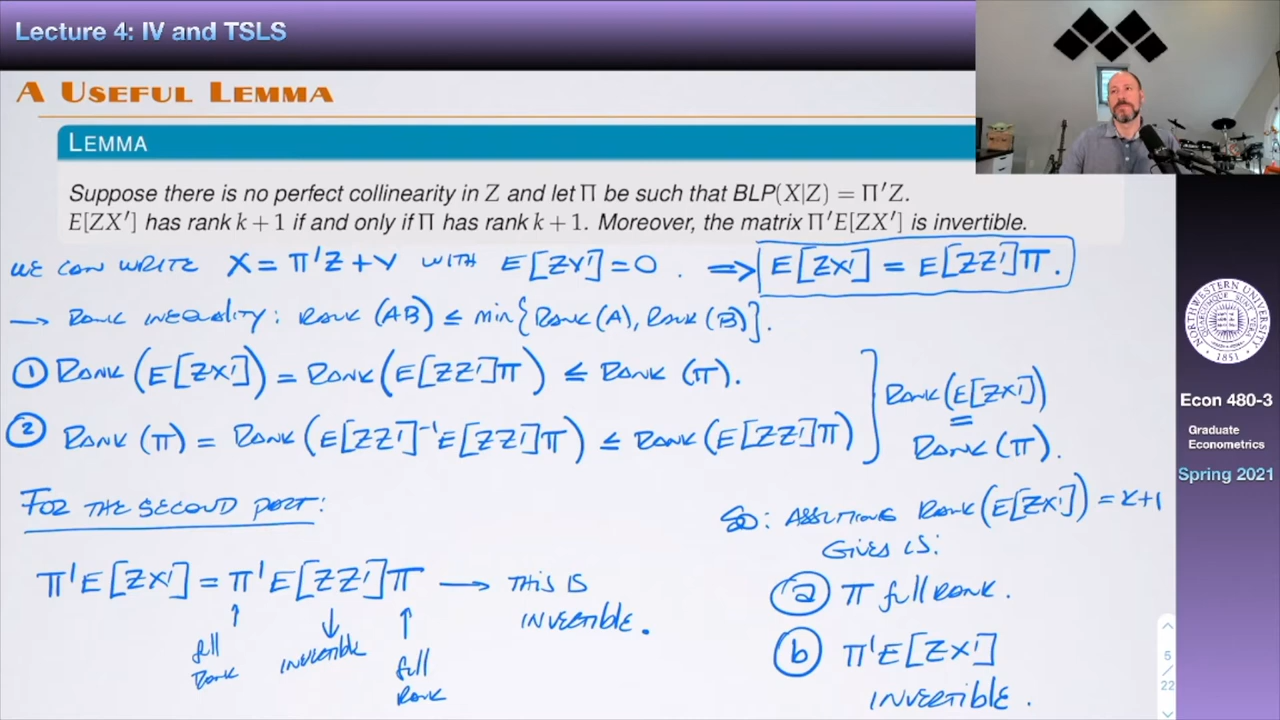 Lecture 4: IV and TSLS
A USEFUL LEMMA
LEMMA
Suppose there is no perfect collinearity in Z and let Π be such that BLP(X|Z) = Π′Z.
E[ZX′] has rank k + 1 if and only if Π has rank k + 1. Moreover, the matrix Π′E[ZX′] is invertible.
WE CAN WRITE X = Π'Z + V WITH E[ZV'] = 0. ⇒ E[ZX'] = E[ZZ']Π.
→ RANK INEQUALITY: RANK (AB) ≤ MIN{RANK(A), RANK(B)}.
① RANK (E[ZX']) = RANK (E[ZZ']Π) ≤ RANK (Π).
② RANK (Π) = RANK (E[ZZ']⁻¹E[ZZ']Π) ≤ RANK (E[ZZ']Π)
RANK (E[ZX'])
=
RANK (Π).
FOR THE SECOND PART:
Π'E[ZX'] = Π'E[ZZ']Π → THIS IS
INVERTIBLE.
↑ ↓ ↑
full
RANK
INVERTIBLE
full
RANK
SO: ASSUMING RANK (E[ZX']) = K+1
GIVES US:
ⓐ Π full RANK.
ⓑ Π'E[ZX']
INVERTIBLE.
NORTHWESTERN UNIVERSITY
1851
Econ 480-3
Graduate
Econometrics
Spring 2021
5
/
22